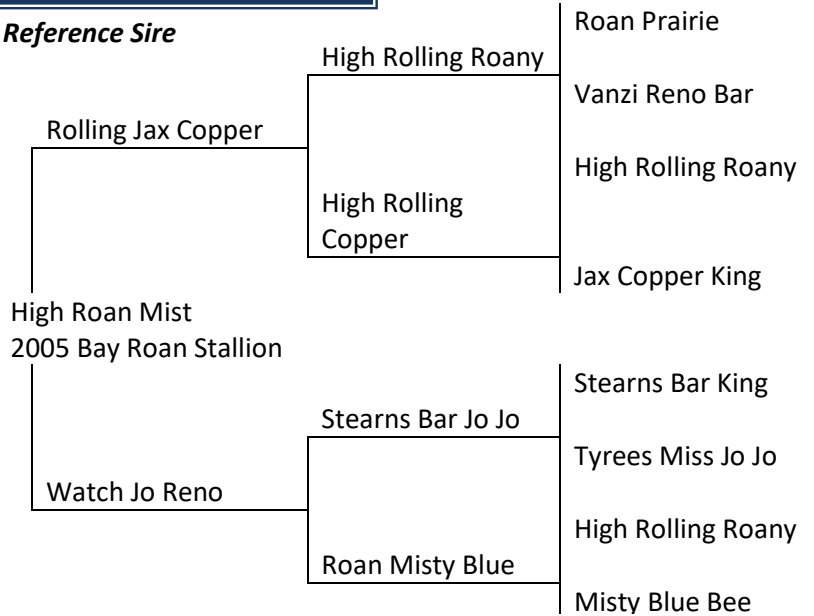 Reference Sire
Roan Prairie
High Rolling Roany
Vanzi Reno Bar
Rolling Jax Copper
High Rolling Roany
High Rolling
Copper
Jax Copper King
High Roan Mist
2005 Bay Roan Stallion
Stearns Bar King
Stearns Bar Jo Jo
Tyrees Miss Jo Jo
Watch Jo Reno
High Rolling Roany
Roan Misty Blue
Misty Blue Bee